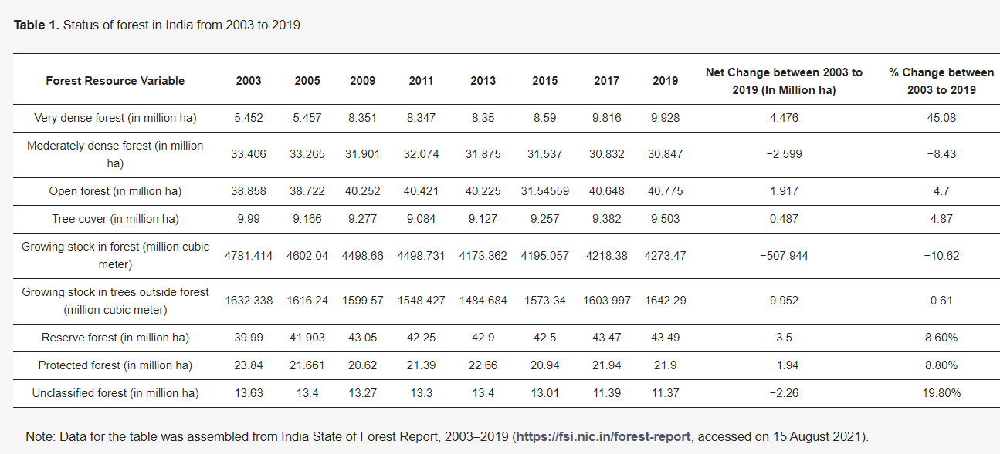 Table 1. Status of forest in India from 2003 to 2019.
Forest Resource Variable 2003 2005 2009 2011 2013 2015 2017 2019 Net Change between 2003 to 2019 (In Million ha) % Change between 2003 to 2019
Very dense forest (in million ha) 5.452 5.457 8.351 8.347 8.35 8.59 9.816 9.928 4.476 45.08
Moderately dense forest (in million ha) 33.406 33.265 31.901 32.074 31.875 31.537 30.832 30.847 −2.599 −8.43
Open forest (in million ha) 38.858 38.722 40.252 40.421 40.225 31.54559 40.648 40.775 1.917 4.7
Tree cover (in million ha) 9.99 9.166 9.277 9.084 9.127 9.257 9.382 9.503 0.487 4.87
Growing stock in forest (million cubic meter) 4781.414 4602.04 4498.66 4498.731 4173.362 4195.057 4218.38 4273.47 −507.944 −10.62
Growing stock in trees outside forest (million cubic meter) 1632.338 1616.24 1599.57 1548.427 1484.684 1573.34 1603.997 1642.29 9.952 0.61
Reserve forest (in million ha) 39.99 41.903 43.05 42.25 42.9 42.5 43.47 43.49 3.5 8.60%
Protected forest (in million ha) 23.84 21.661 20.62 21.39 22.66 20.94 21.94 21.9 −1.94 8.80%
Unclassified forest (in million ha) 13.63 13.4 13.27 13.3 13.4 13.01 11.39 11.37 −2.26 19.80%
Note: Data for the table was assembled from India State of Forest Report, 2003–2019 (https://fsi.nic.in/forest-report, accessed on 15 August 2021).